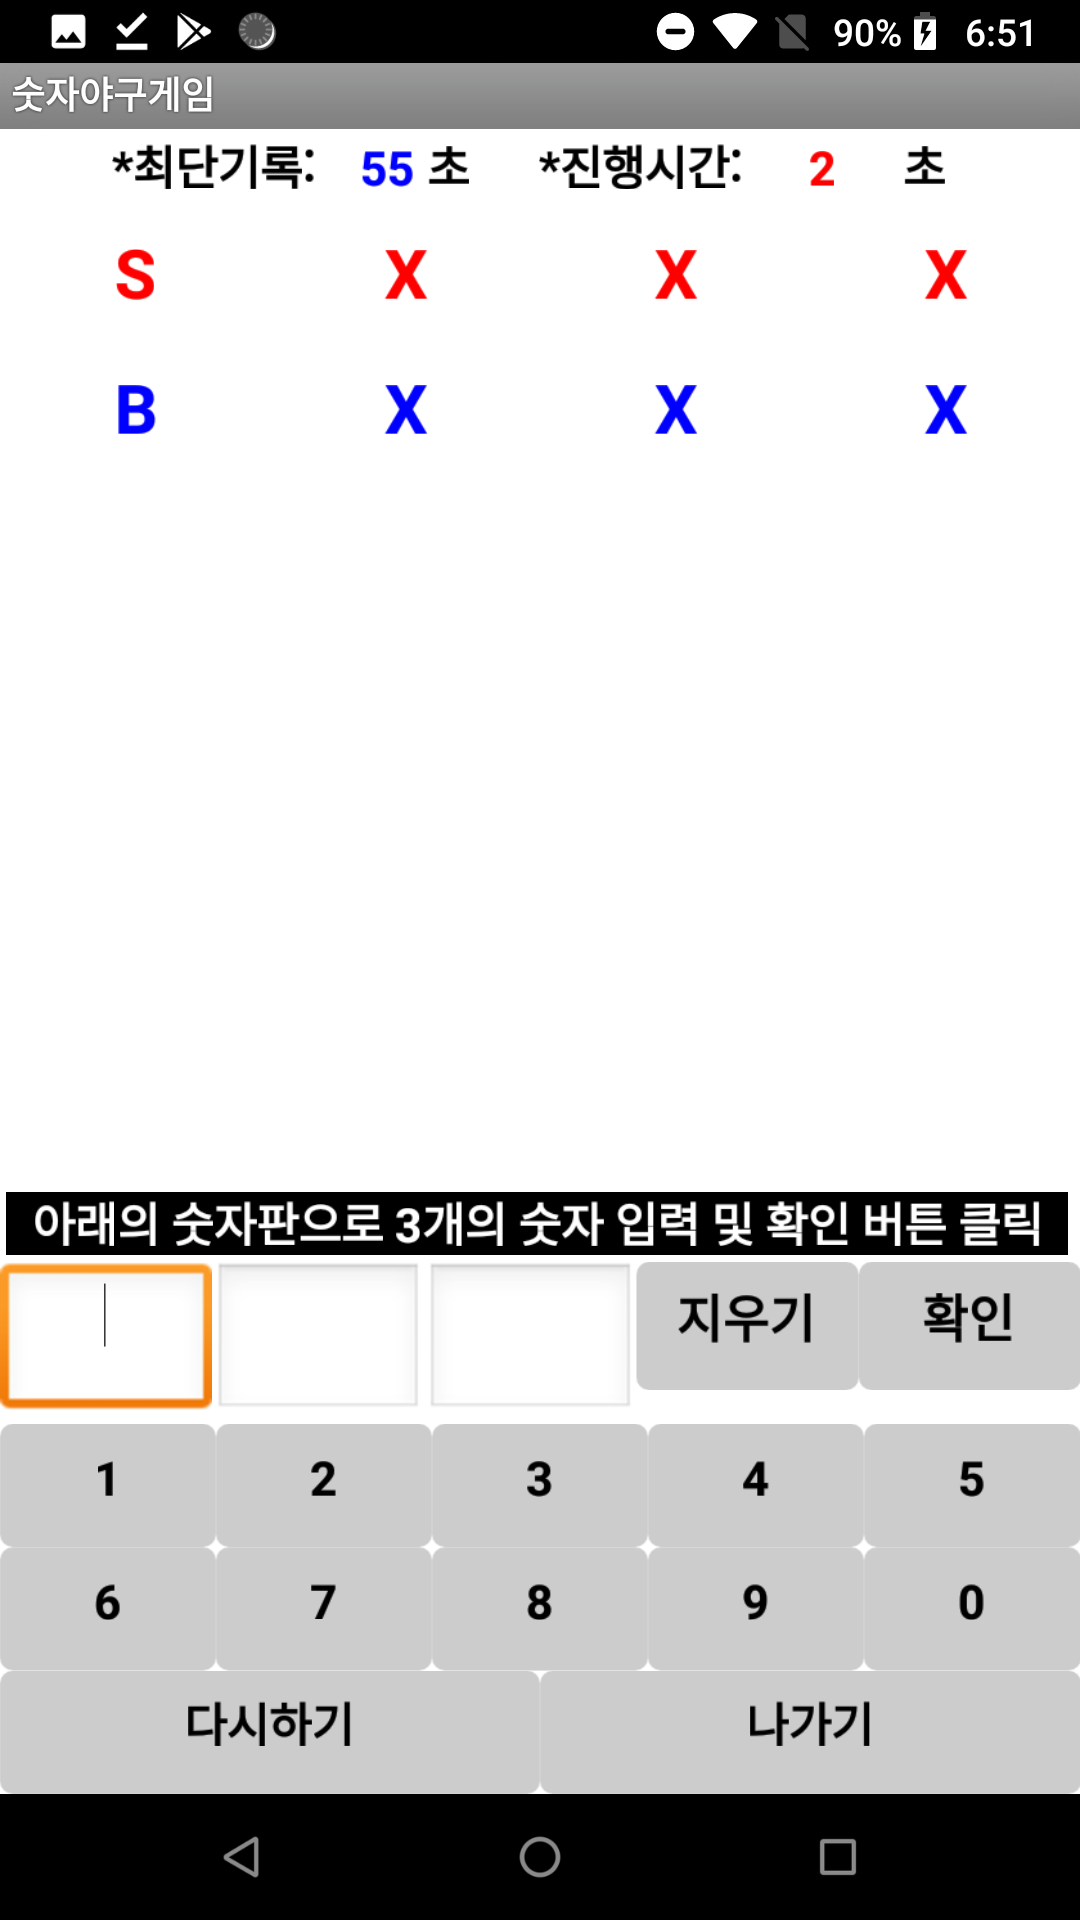 90% 6:51
숫자야구게임
*최단기록: 55 초 *진행시간: 2 초
S X X X
B X X X
아래의 숫자판으로 3개의 숫자 입력 및 확인 버튼 클릭
지우기 확인
1 2 3 4 5
6 7 8 9 0
다시하기 나가기